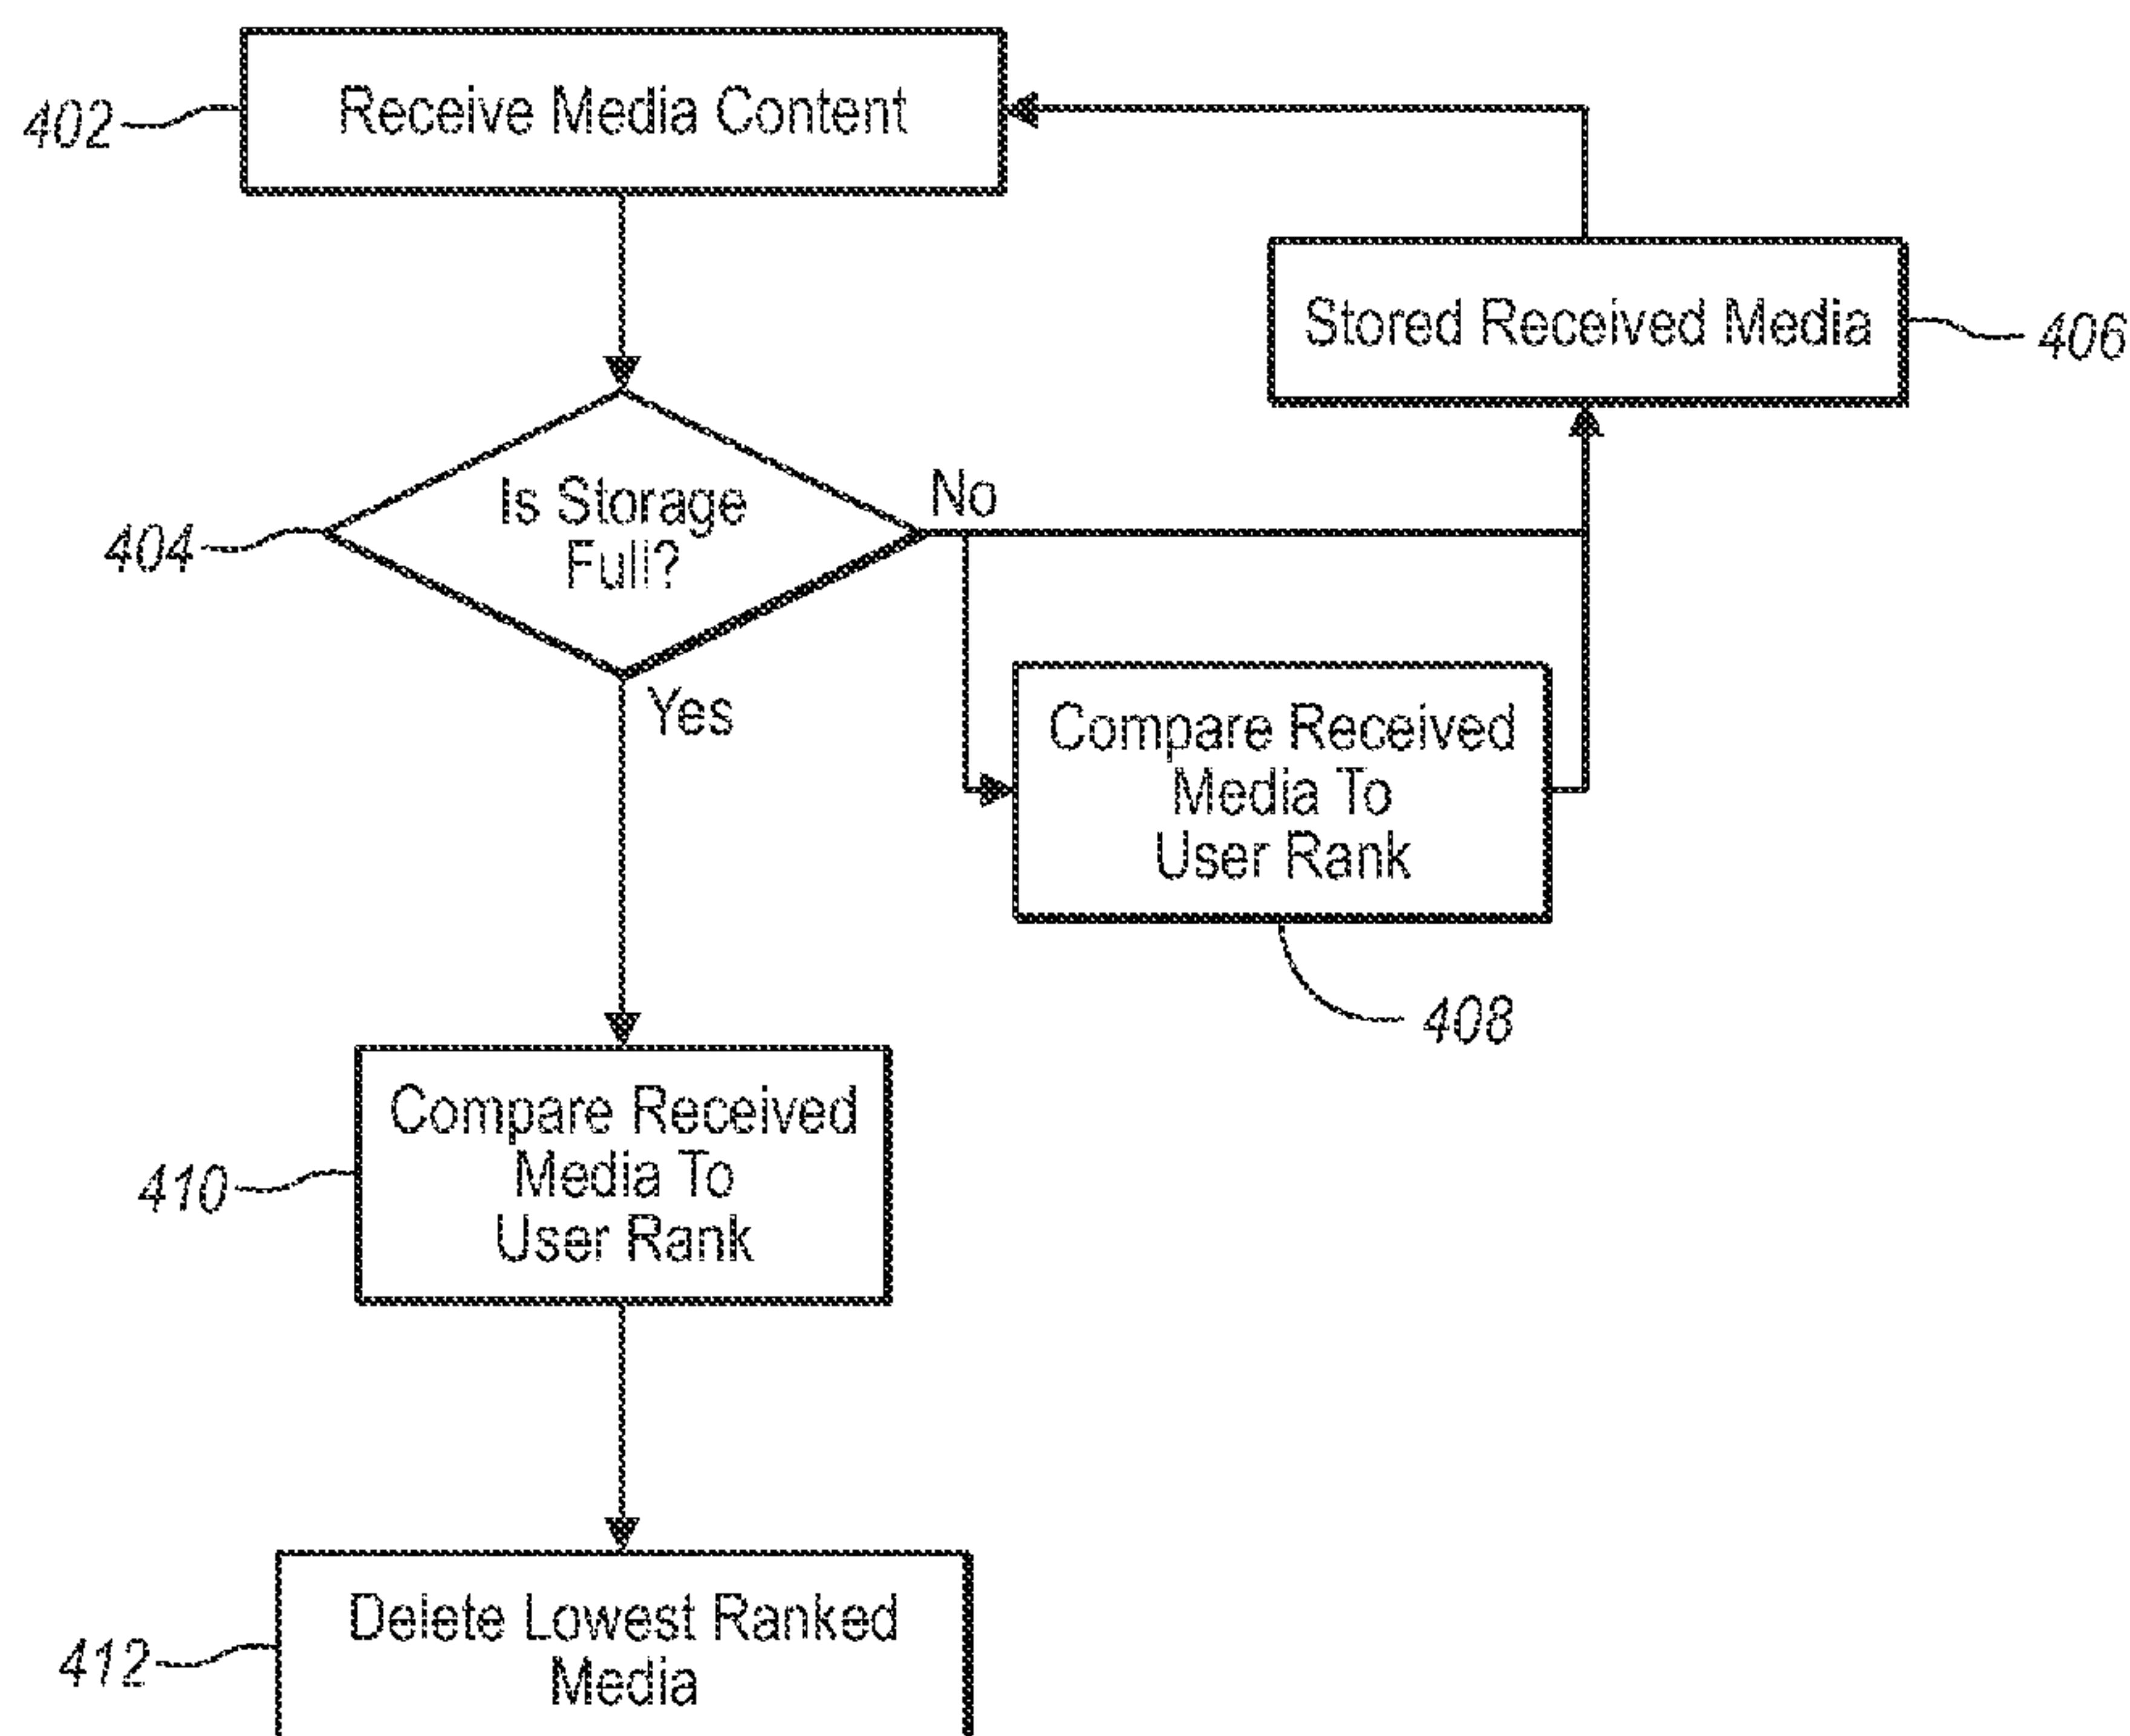 402
Receive Media Content
Stored Received Media
406
404
Is Storage
Full?
No
Yes
Compare Received
Media To
User Rank
408
410
Compare Received
Media To
User Rank
412
Delete Lowest Ranked
Media